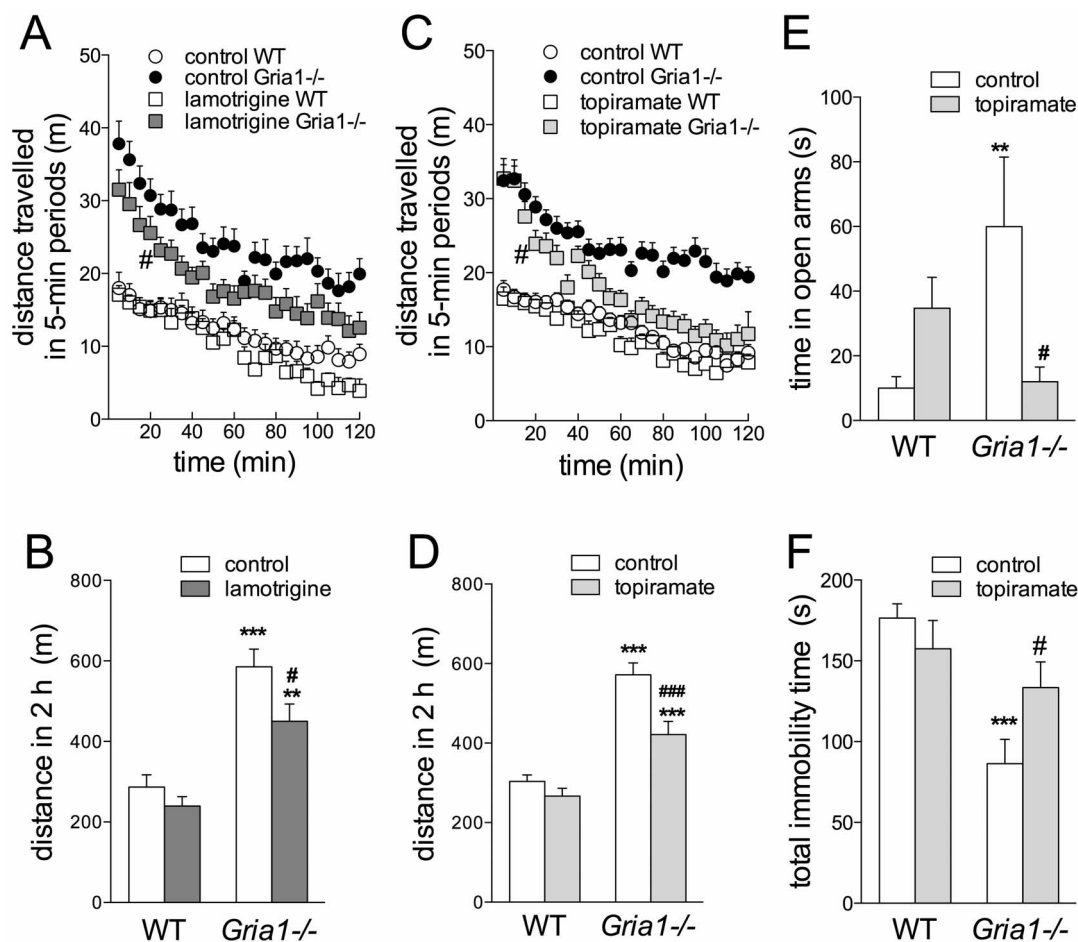 A
control WT
control Gria1-/-
lamotrigine WT
lamotrigine Gria1-/-
distance travelled
in 5-min periods (m)
50
40
30
20
10
0
#
20 40 60 80 100 120
time (min)
C
control WT
control Gria1-/-
topiramate WT
topiramate Gria1-/-
distance travelled
in 5-min periods (m)
50
40
30
20
10
0
#
20 40 60 80 100 120
time (min)
E
control
topiramate
time in open arms (s)
100
80
60
40
20
0
**
#
WT Gria1-/-
B
control
lamotrigine
distance in 2 h (m)
800
600
400
200
0
***
#
**
WT Gria1-/-
D
control
topiramate
distance in 2 h (m)
800
600
400
200
0
***
###
***
WT Gria1-/-
F
control
topiramate
total immobility time (s)
200
150
100
50
0
***
#
WT Gria1-/-